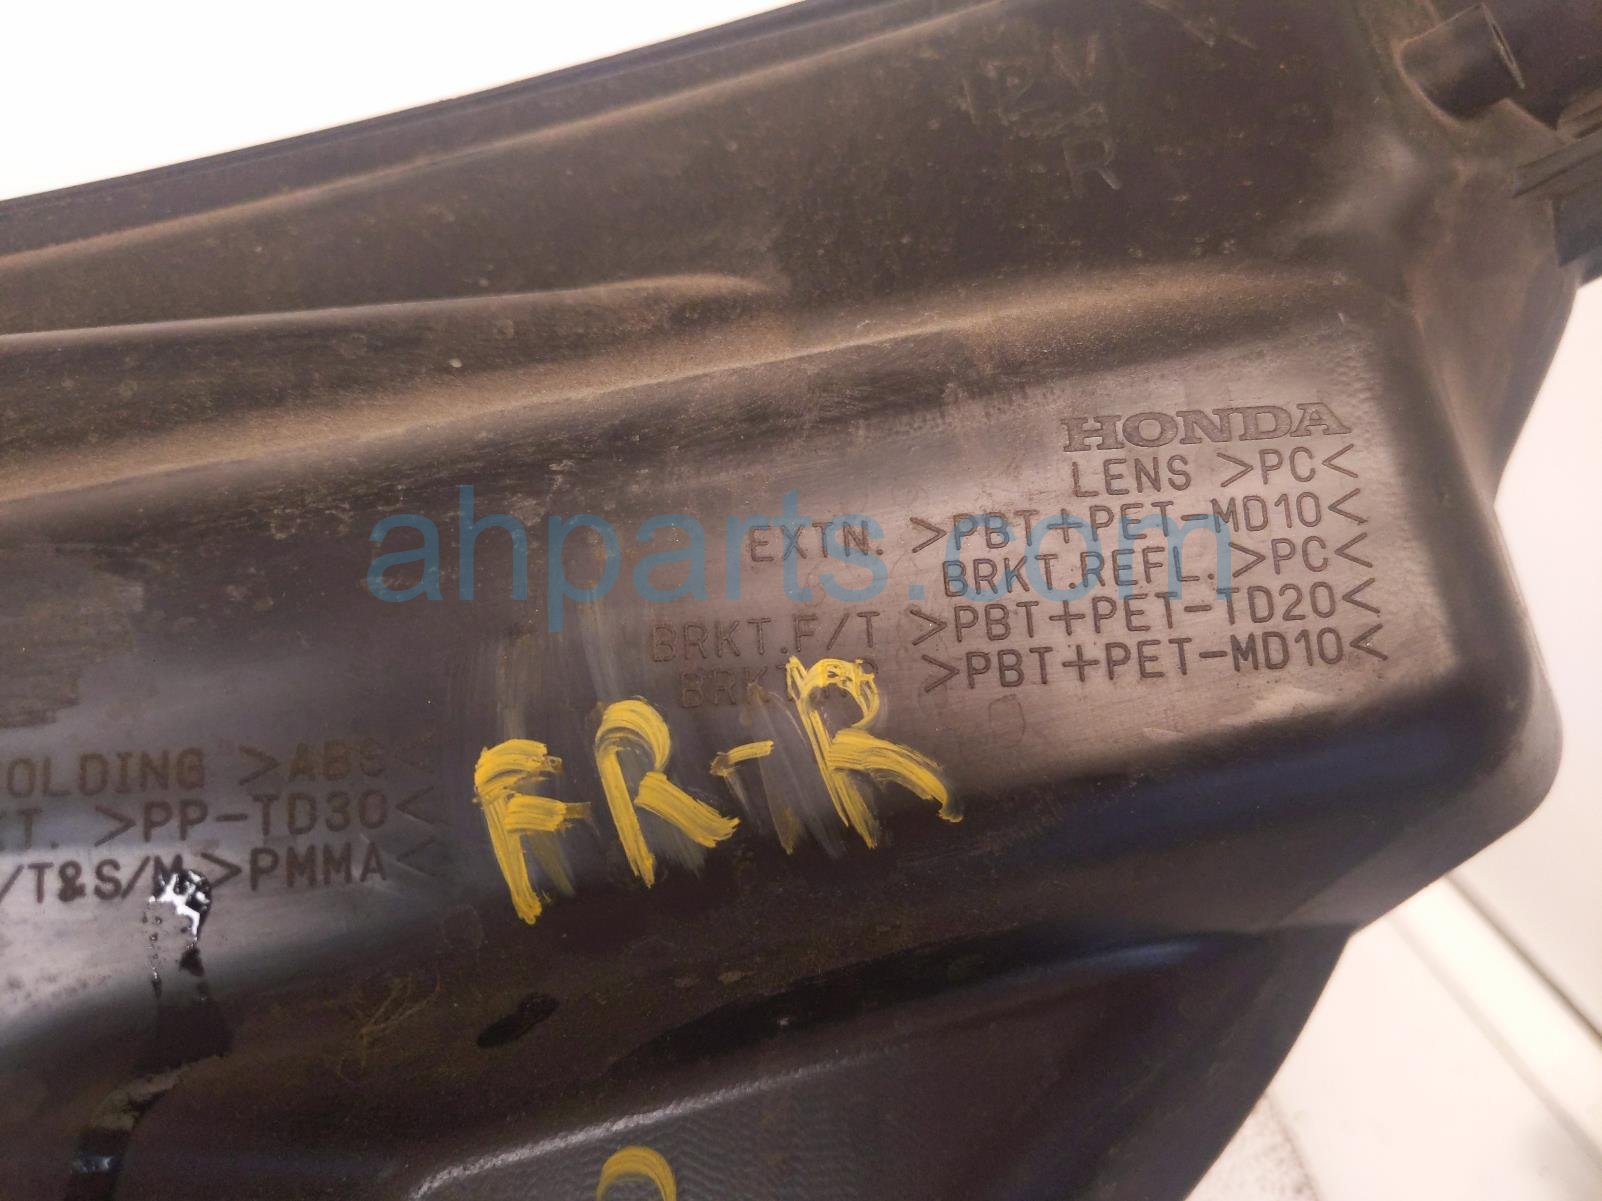 12V
R
HONDA
LENS >PC<
EXTN. >PBT+PET-MD10<
BRKT.REFL. >PC<
BRKT.F/T >PBT+PET-TD20<
BRKT. >PBT+PET-MD10<
OLDING >ABS<
T. >PP-TD30<
/T&S/M >PMMA<
FR-R
ahparts.com